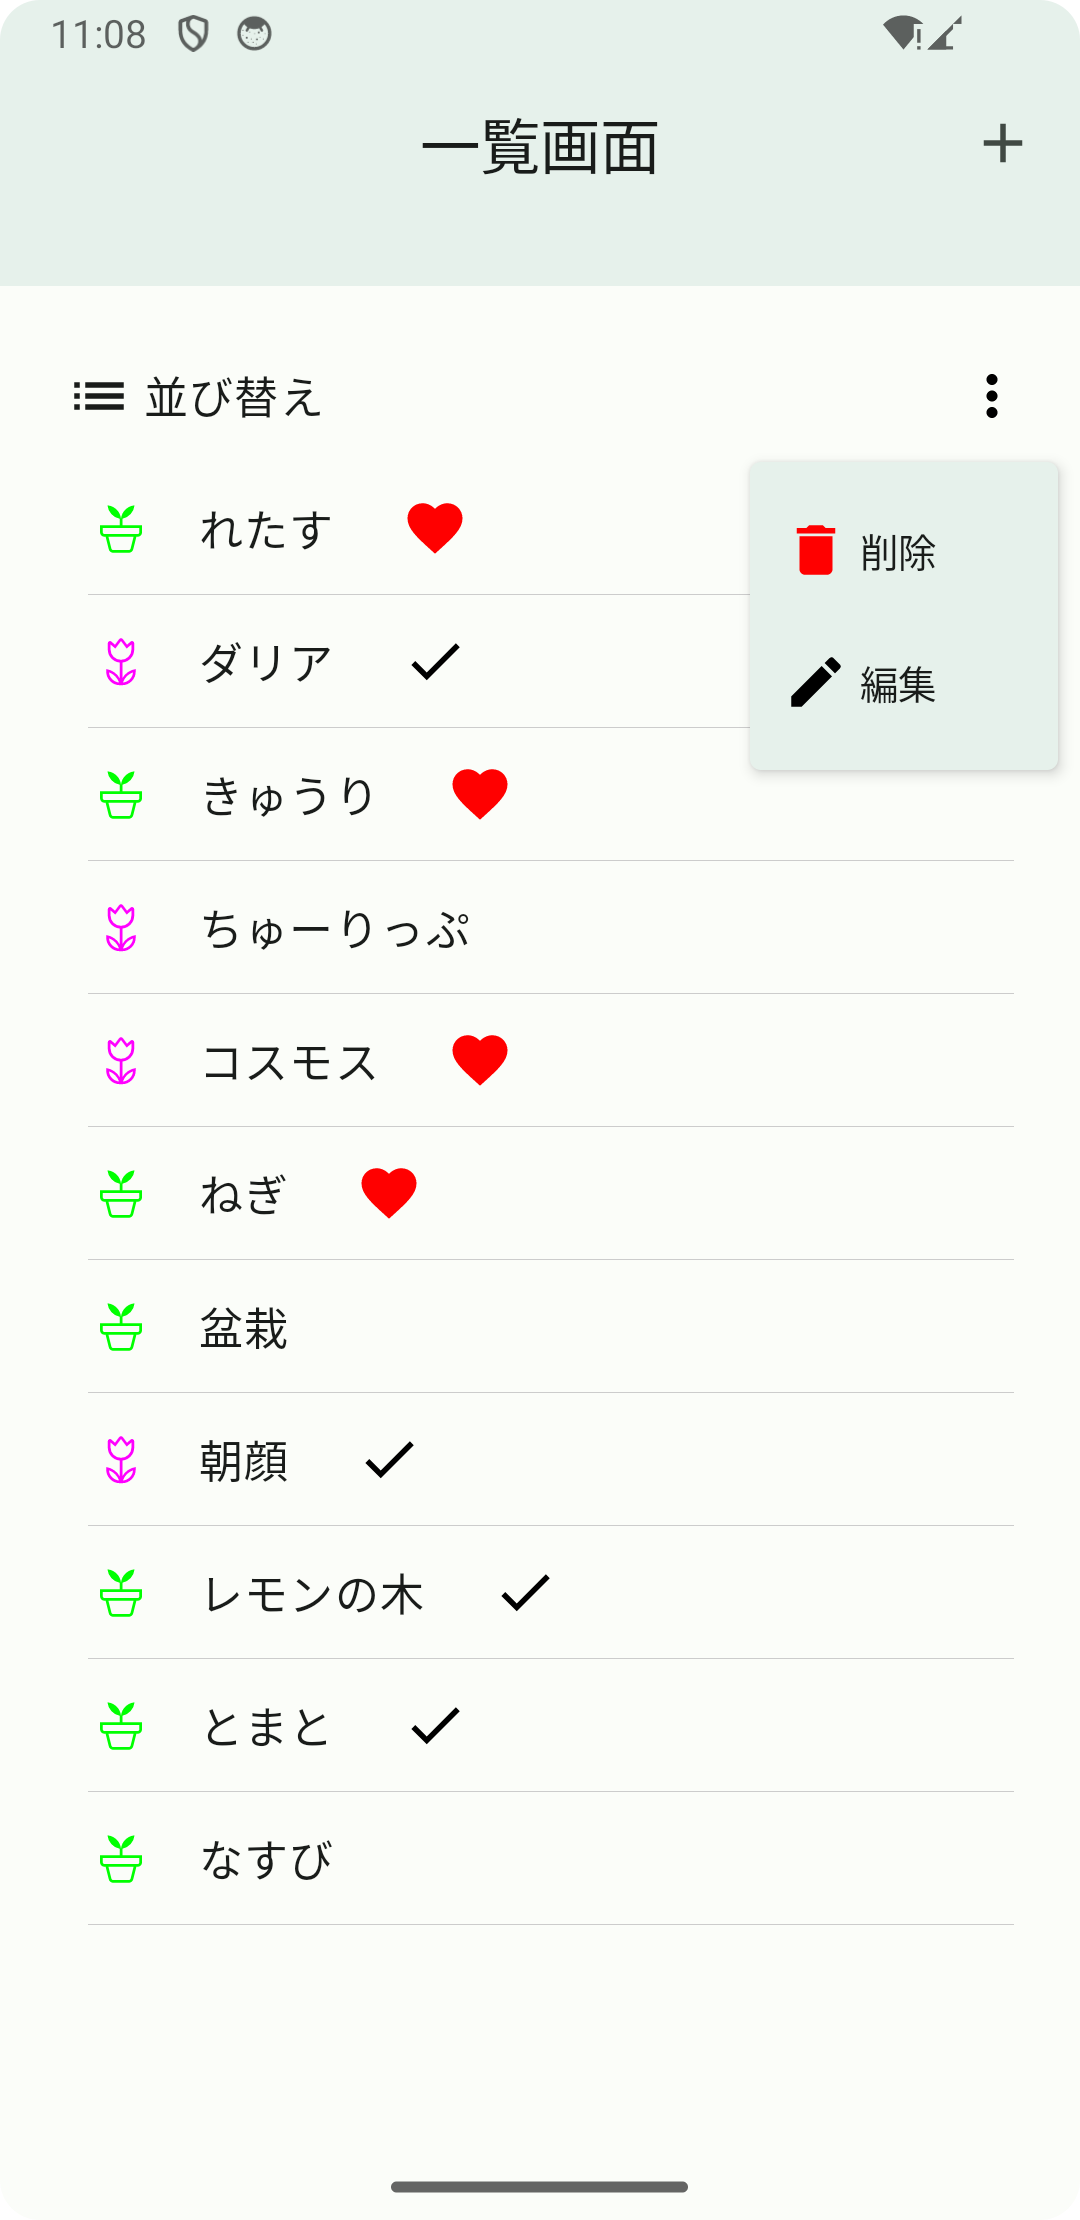 11:08
一覧画面
並び替え
れたす
削除
ダリア
編集
きゅうり
ちゅーりっぷ
コスモス
ねぎ
盆栽
朝顔
レモンの木
とまと
なすび